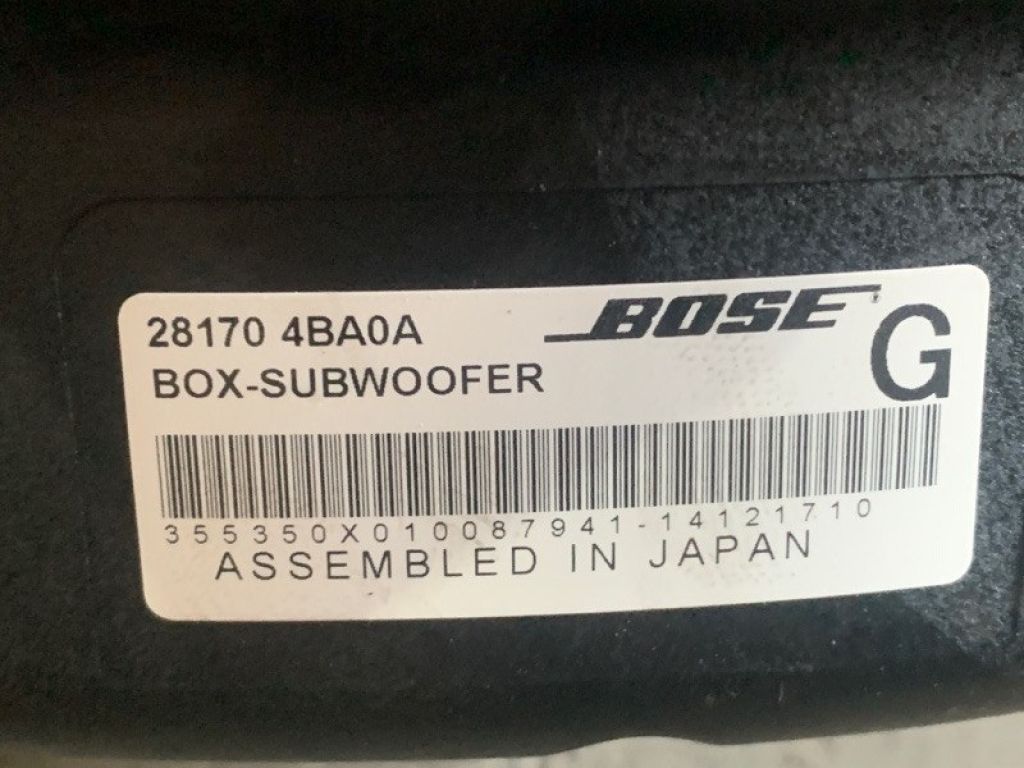 28170 4BA0A
BOSE
G
BOX-SUBWOOFER
355350X010087941-14121710
ASSEMBLED IN JAPAN